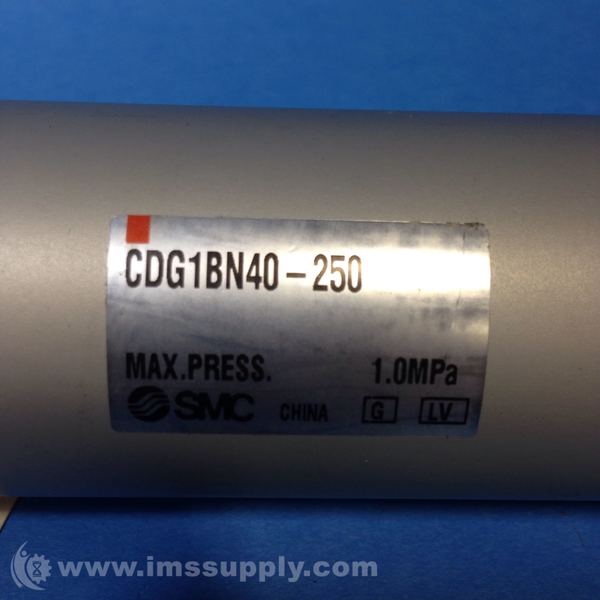 CDG1BN40-250
MAX.PRESS. 1.0MPa
SMC CHINA G LV
www.imssupply.com